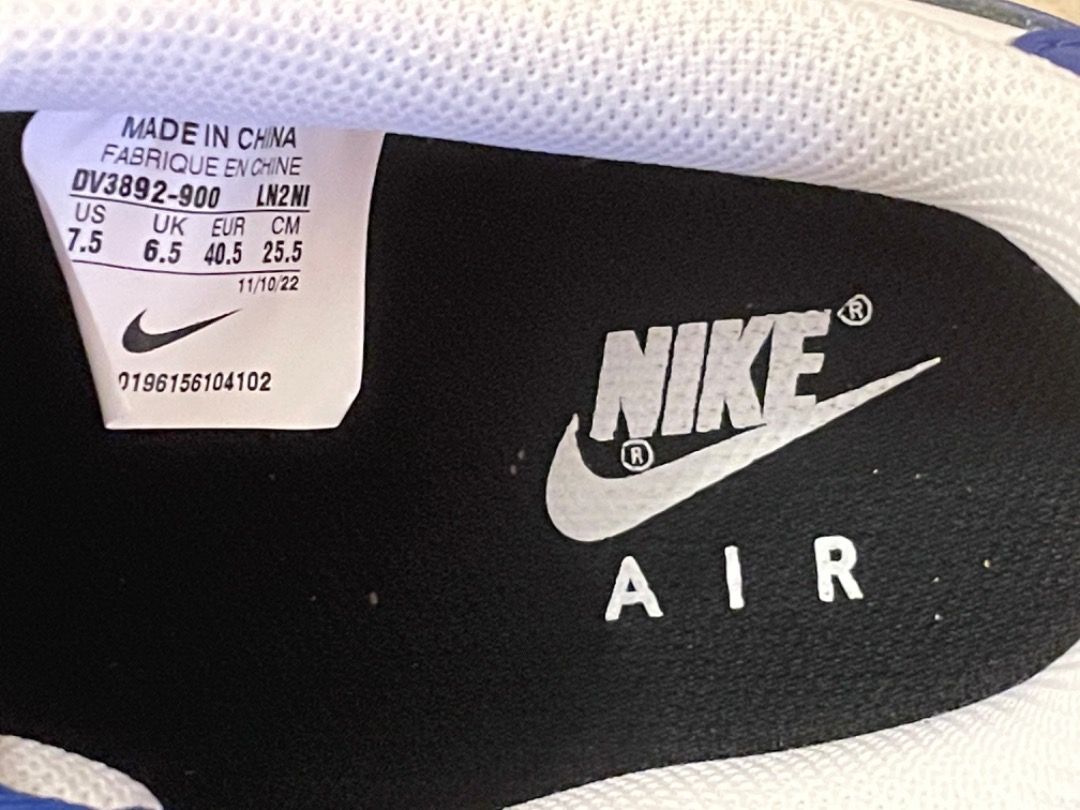 MADE IN CHINA
FABRIQUE EN CHINE
DV3892-900 LN2NI
US UK EUR CM
7.5 6.5 40.5 25.5
11/10/22
0196156104102
NIKE®
®
AIR